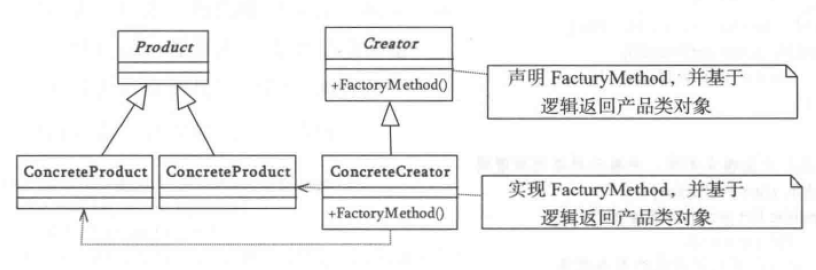 Product
Creator
+FactoryMethod()
声明 FacturyMethod，并基于
逻辑返回产品类对象
ConcreteProduct
ConcreteProduct
ConcreteCreator
+FactoryMethod()
实现 FacturyMethod，并基于
逻辑返回产品类对象